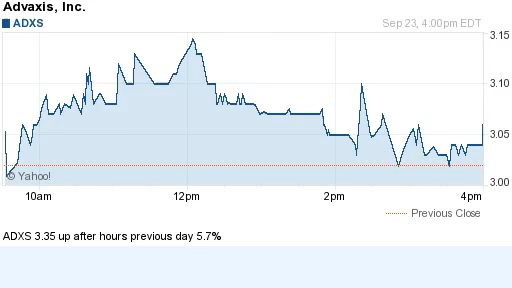 Advaxis, Inc.
ADXS
Sep 23, 4:00pm EDT
3.15
3.10
3.05
3.00
© Yahoo!
10am 12pm 2pm 4pm
Previous Close
ADXS 3.35 up after hours previous day 5.7%